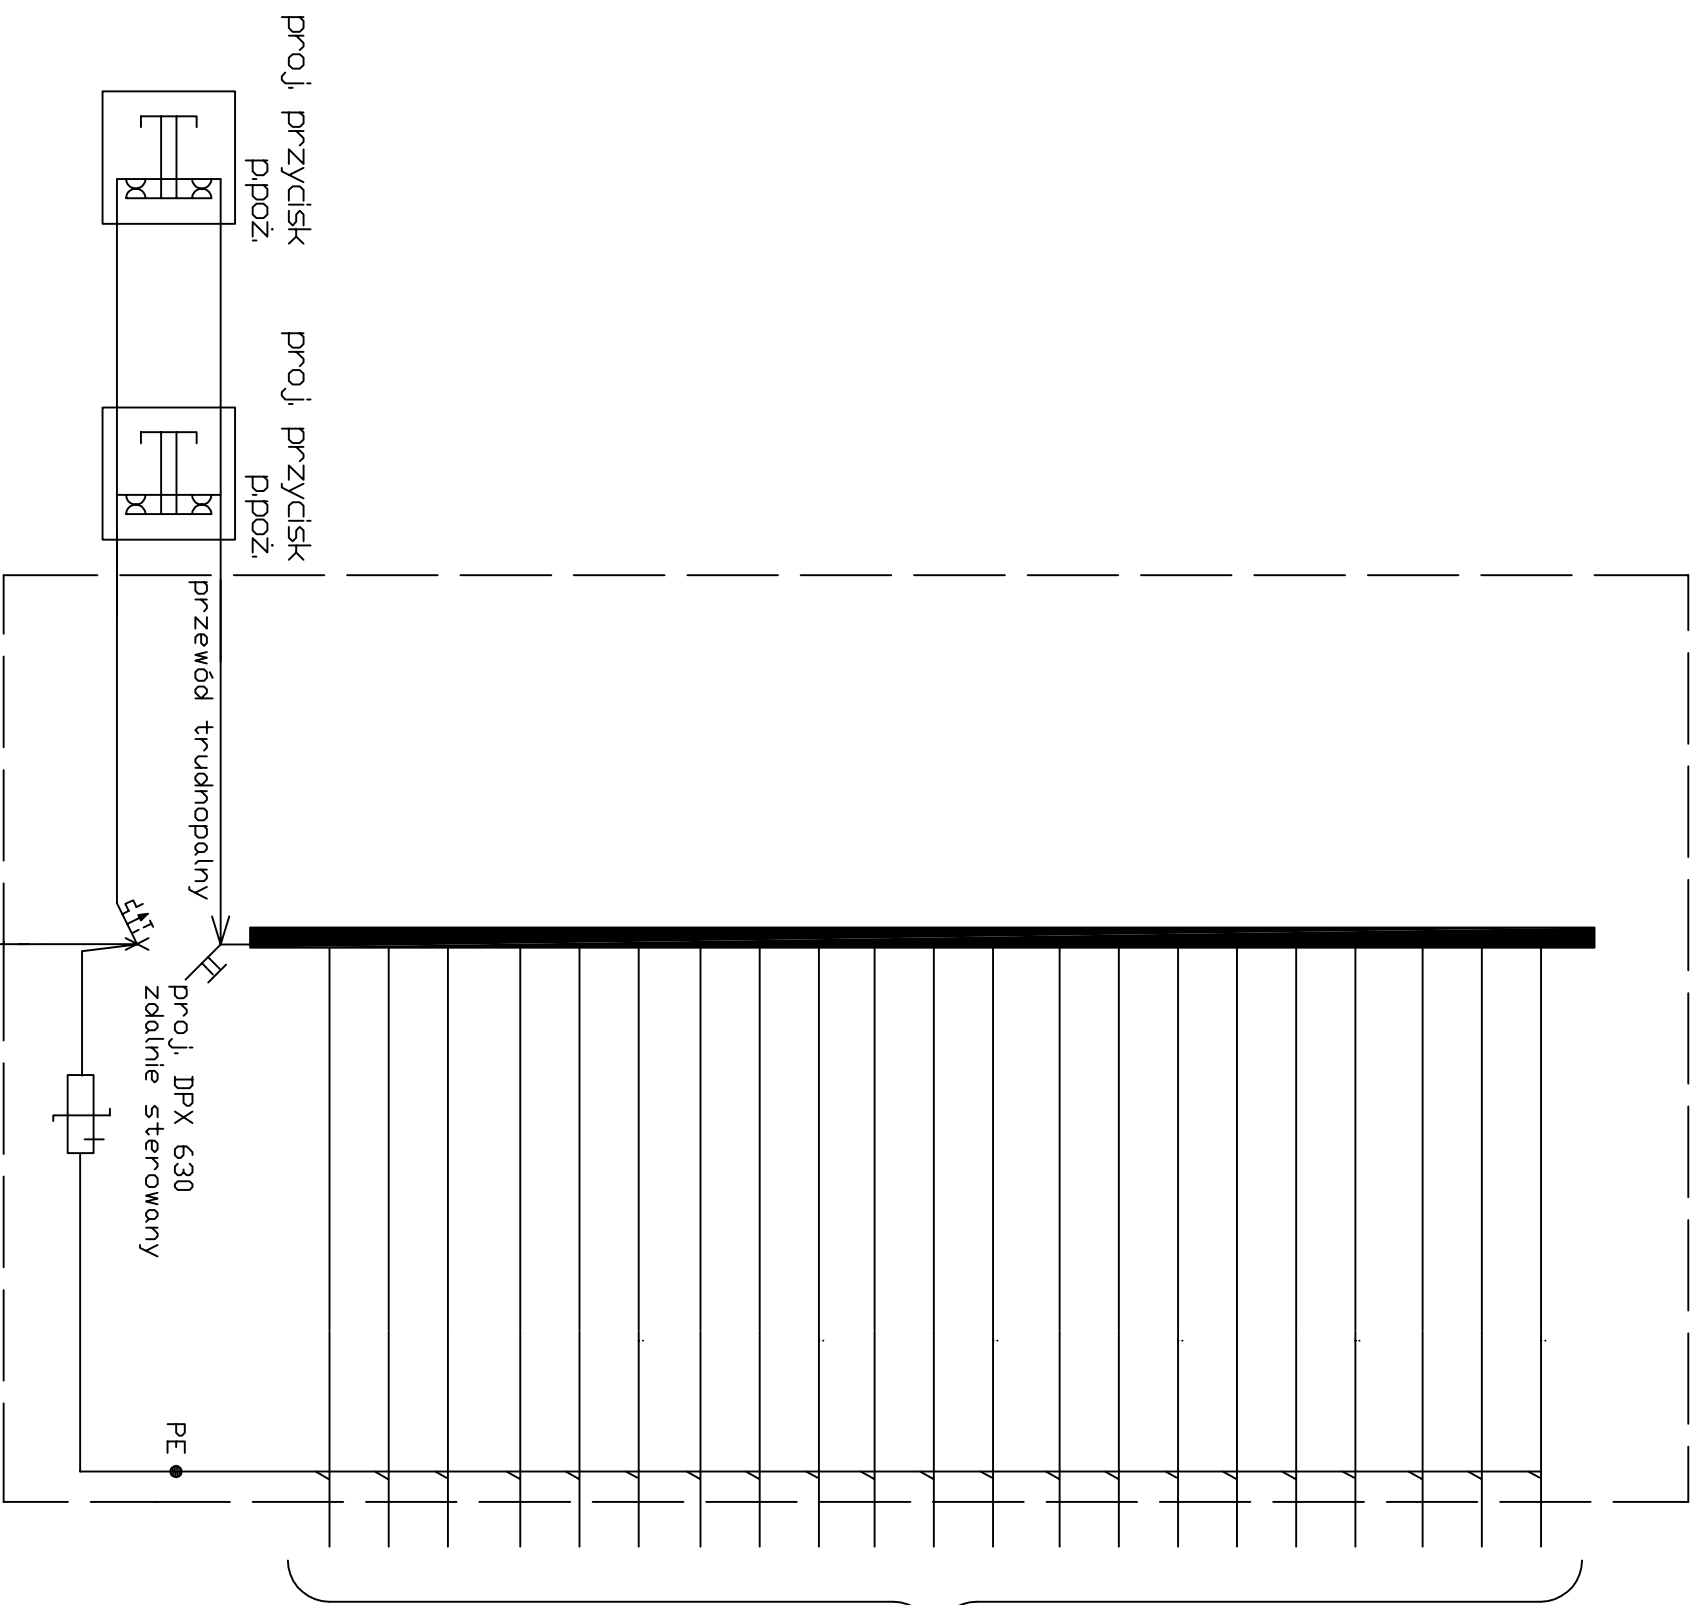 proj. przycisk
p.poż.
proj. przycisk
p.poż.
przewód trudnopalny
proj. DPX 630
zdalnie sterowany
PE